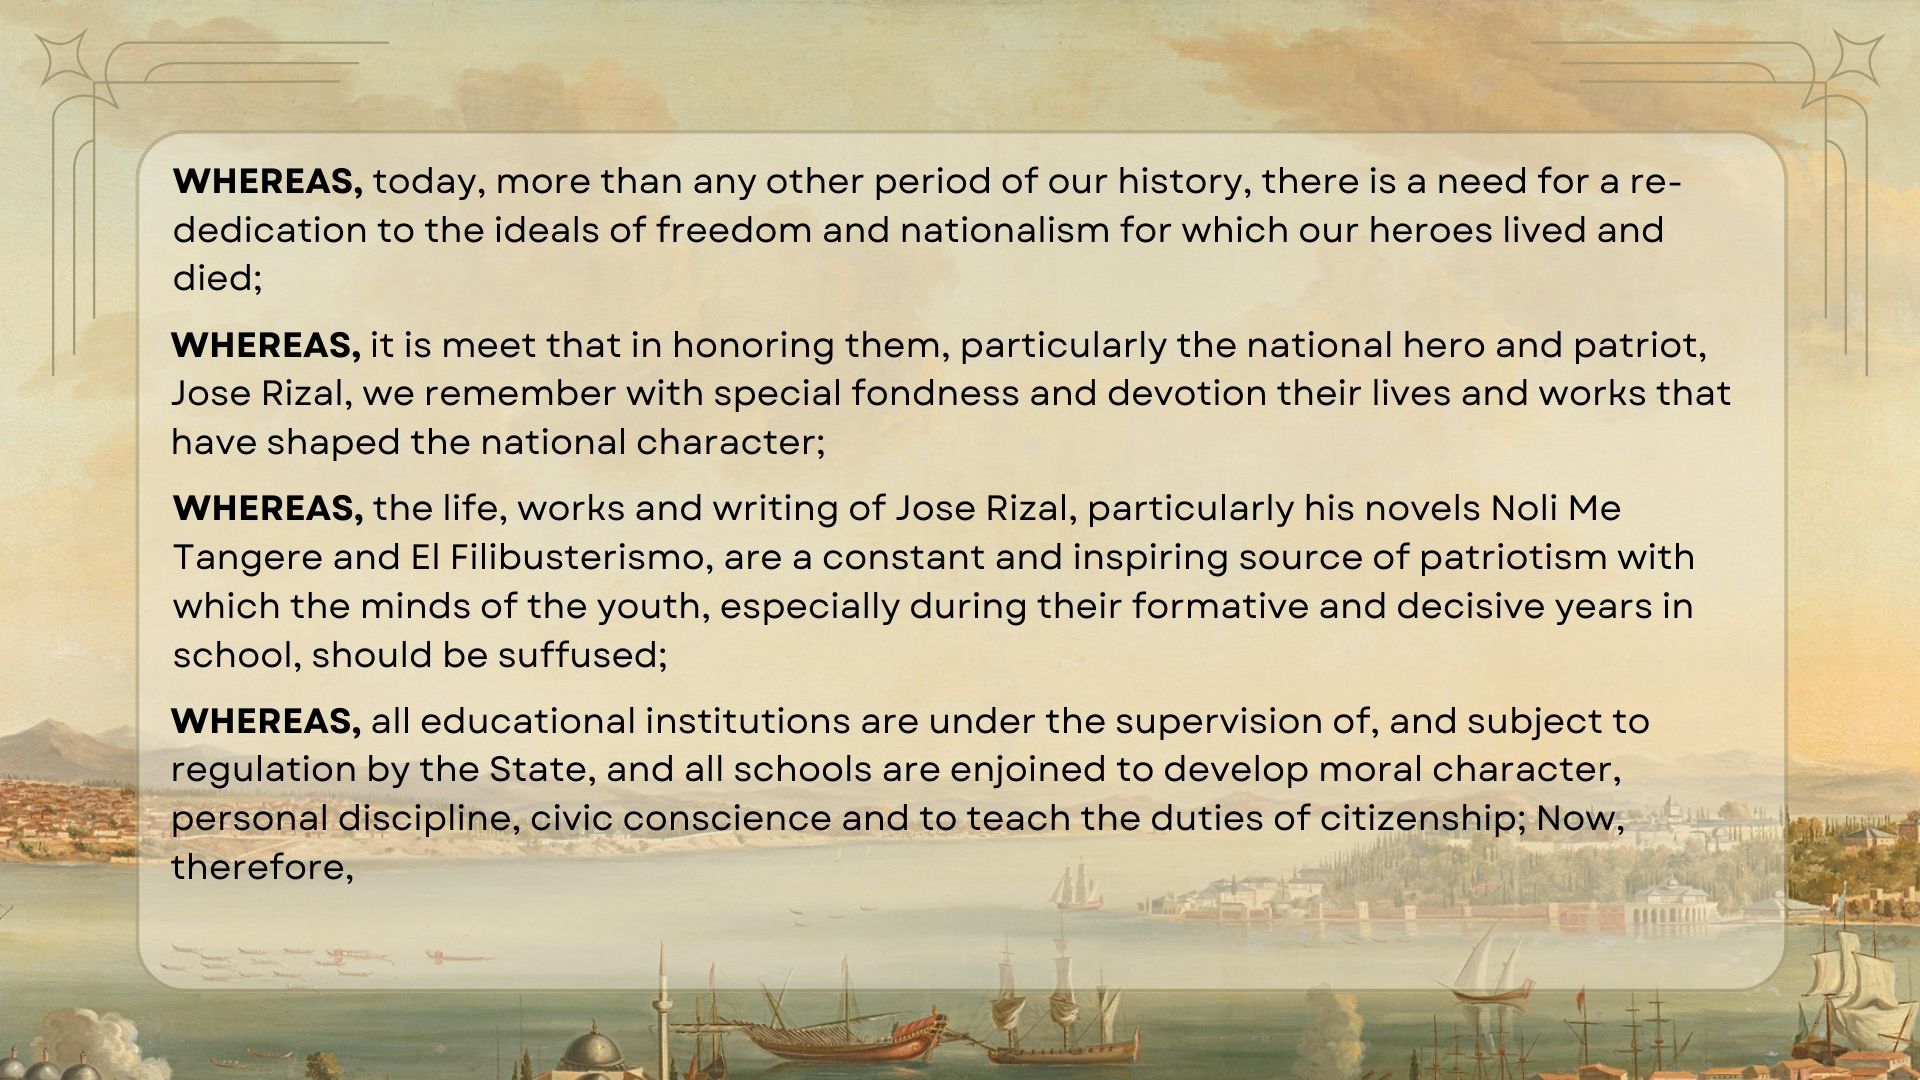 WHEREAS, today, more than any other period of our history, there is a need for a re-
dedication to the ideals of freedom and nationalism for which our heroes lived and
died;
WHEREAS, it is meet that in honoring them, particularly the national hero and patriot,
Jose Rizal, we remember with special fondness and devotion their lives and works that
have shaped the national character;
WHEREAS, the life, works and writing of Jose Rizal, particularly his novels Noli Me
Tangere and El Filibusterismo, are a constant and inspiring source of patriotism with
which the minds of the youth, especially during their formative and decisive years in
school, should be suffused;
WHEREAS, all educational institutions are under the supervision of, and subject to
regulation by the State, and all schools are enjoined to develop moral character,
personal discipline, civic conscience and to teach the duties of citizenship; Now,
therefore,